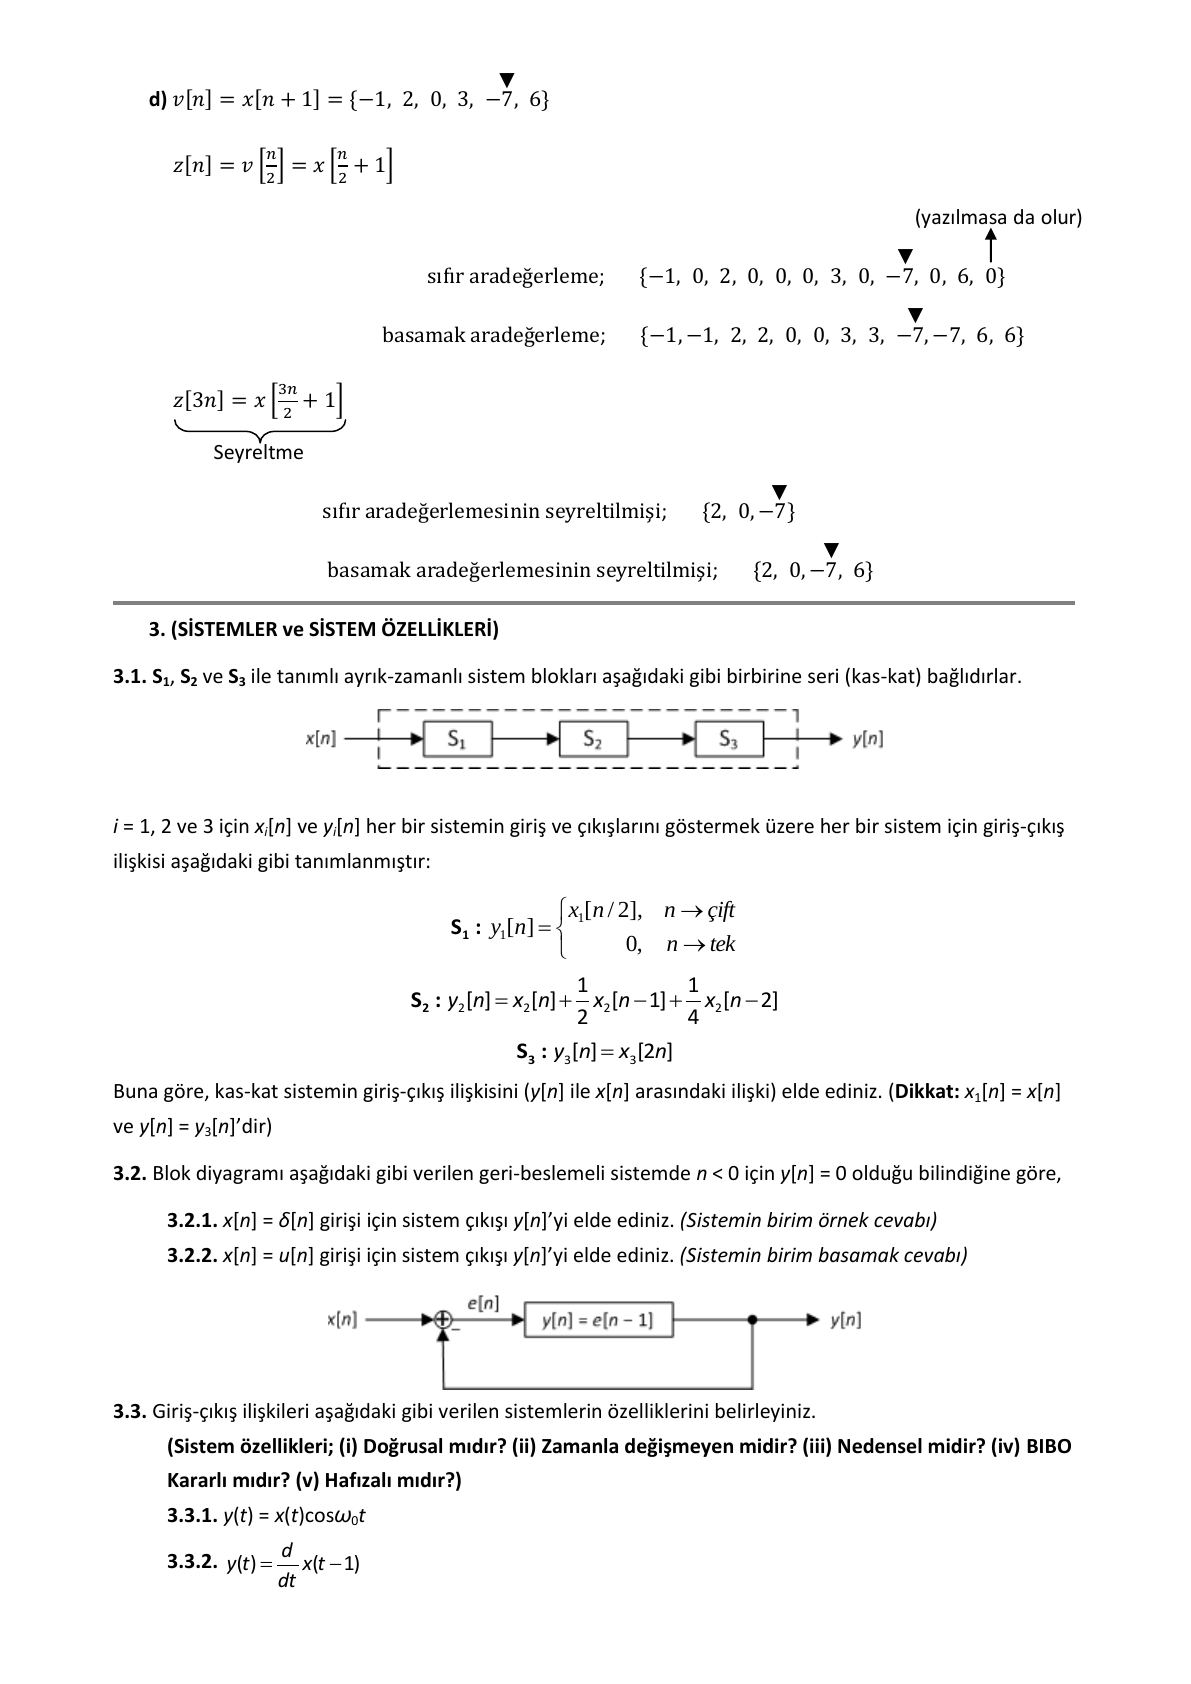 d) v[n] = x[n + 1] = {−1, 2, 0, 3, −7, 6}
z[n] = v[n/2] = x[n/2 + 1]
(yazılmasa da olur)
sıfır aradeğerleme; {−1, 0, 2, 0, 0, 0, 3, 0, −7, 0, 6, 0}
basamak aradeğerleme; {−1,−1, 2, 2, 0, 0, 3, 3, −7,−7, 6, 6}
z[3n] = x[3n/2 + 1]
Seyreltme
sıfır aradeğerlemesinin seyreltilmişi; {2, 0,−7}
basamak aradeğerlemesinin seyreltilmişi; {2, 0,−7, 6}
3. (SİSTEMLER ve SİSTEM ÖZELLİKLERİ)
3.1. S₁, S₂ ve S₃ ile tanımlı ayrık-zamanlı sistem blokları aşağıdaki gibi birbirine seri (kas-kat) bağlıdırlar.
x[n] S₁ S₂ S₃ y[n]
i = 1, 2 ve 3 için xᵢ[n] ve yᵢ[n] her bir sistemin giriş ve çıkışlarını göstermek üzere her bir sistem için giriş-çıkış
ilişkisi aşağıdaki gibi tanımlanmıştır:
S₁ : y₁[n] = { x₁[n / 2], n → çift
0, n → tek
S₂ : y₂[n] = x₂[n] + 1/2 x₂[n − 1] + 1/4 x₂[n − 2]
S₃ : y₃[n] = x₃[2n]
Buna göre, kas-kat sistemin giriş-çıkış ilişkisini (y[n] ile x[n] arasındaki ilişki) elde ediniz. (Dikkat: x₁[n] = x[n]
ve y[n] = y₃[n]’dir)
3.2. Blok diyagramı aşağıdaki gibi verilen geri-beslemeli sistemde n < 0 için y[n] = 0 olduğu bilindiğine göre,
3.2.1. x[n] = δ[n] girişi için sistem çıkışı y[n]’yi elde ediniz. (Sistemin birim örnek cevabı)
3.2.2. x[n] = u[n] girişi için sistem çıkışı y[n]’yi elde ediniz. (Sistemin birim basamak cevabı)
e[n]
x[n] + − y[n] = e[n − 1] y[n]
3.3. Giriş-çıkış ilişkileri aşağıdaki gibi verilen sistemlerin özelliklerini belirleyiniz.
(Sistem özellikleri; (i) Doğrusal mıdır? (ii) Zamanla değişmeyen midir? (iii) Nedensel midir? (iv) BIBO
Kararlı mıdır? (v) Hafızalı mıdır?)
3.3.1. y(t) = x(t)cosω₀t
3.3.2. y(t) = d/dt x(t − 1)